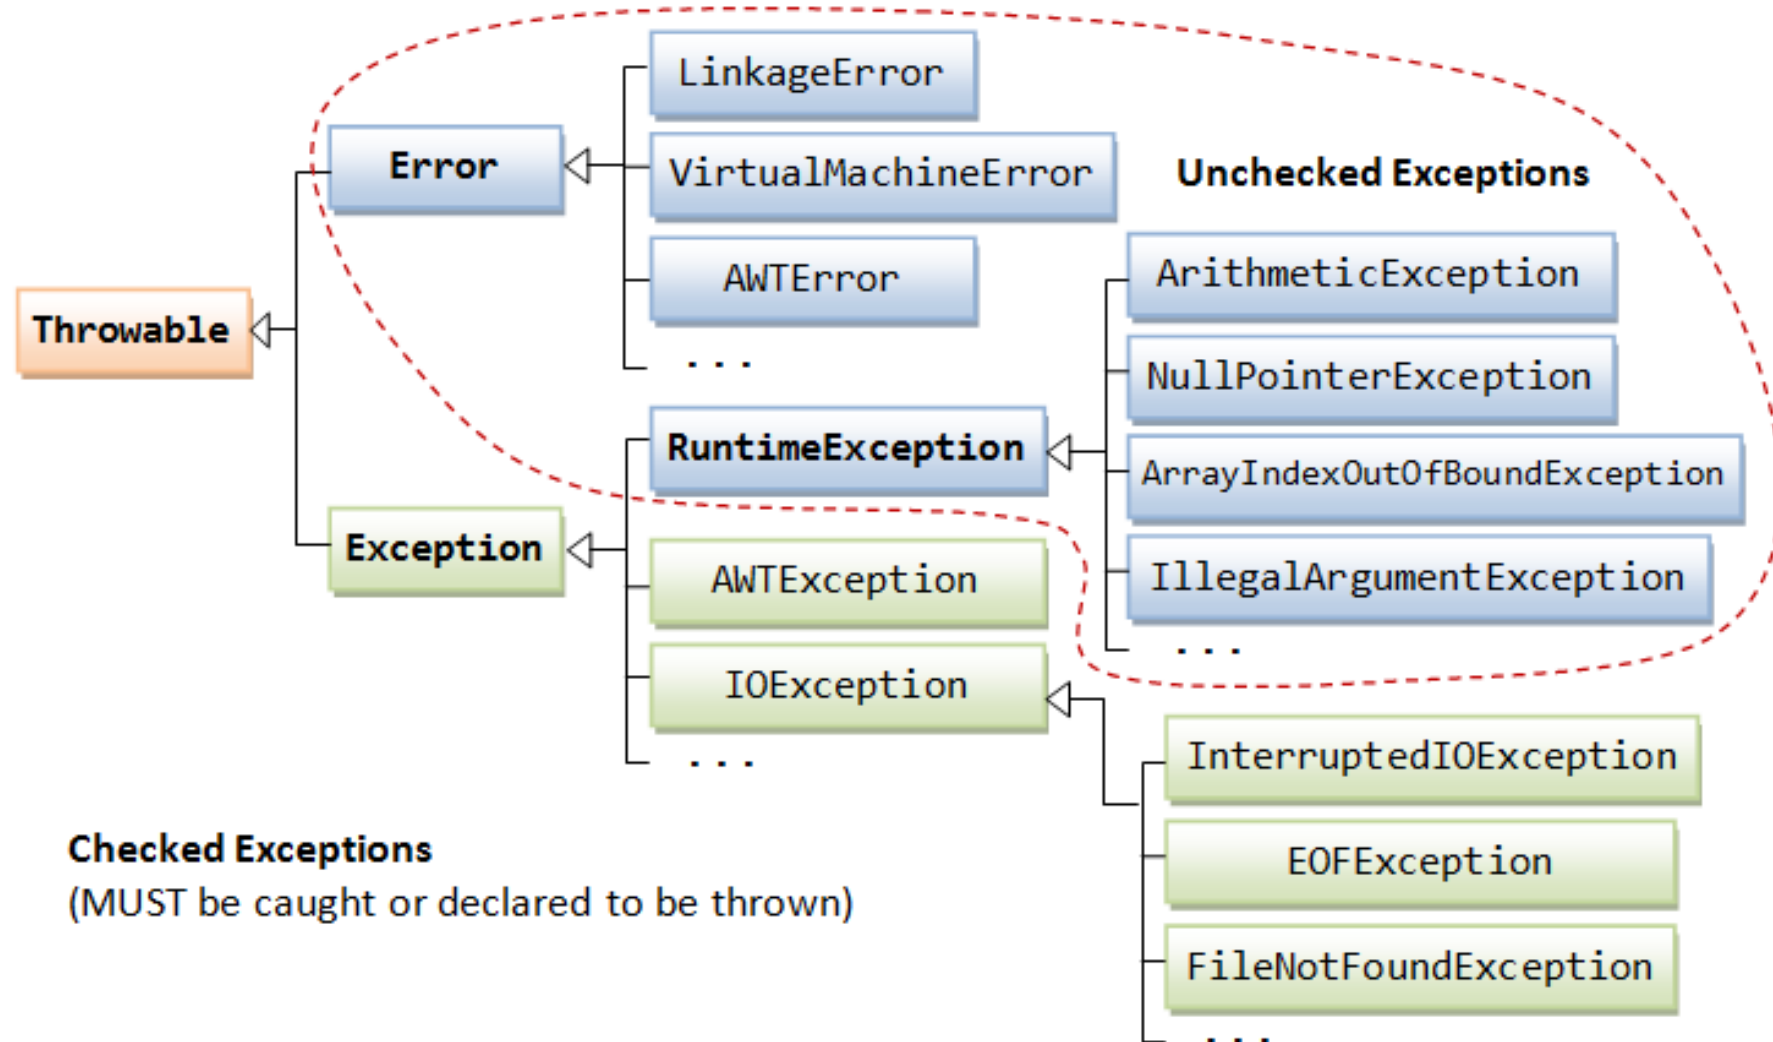 LinkageError
Error
VirtualMachineError
Unchecked Exceptions
AWTError
ArithmeticException
Throwable
...
NullPointerException
RuntimeException
ArrayIndexOutOfBoundException
Exception
AWTException
IllegalArgumentException
...
IOException
...
InterruptedIOException
Checked Exceptions
(MUST be caught or declared to be thrown)
EOFException
FileNotFoundException
...